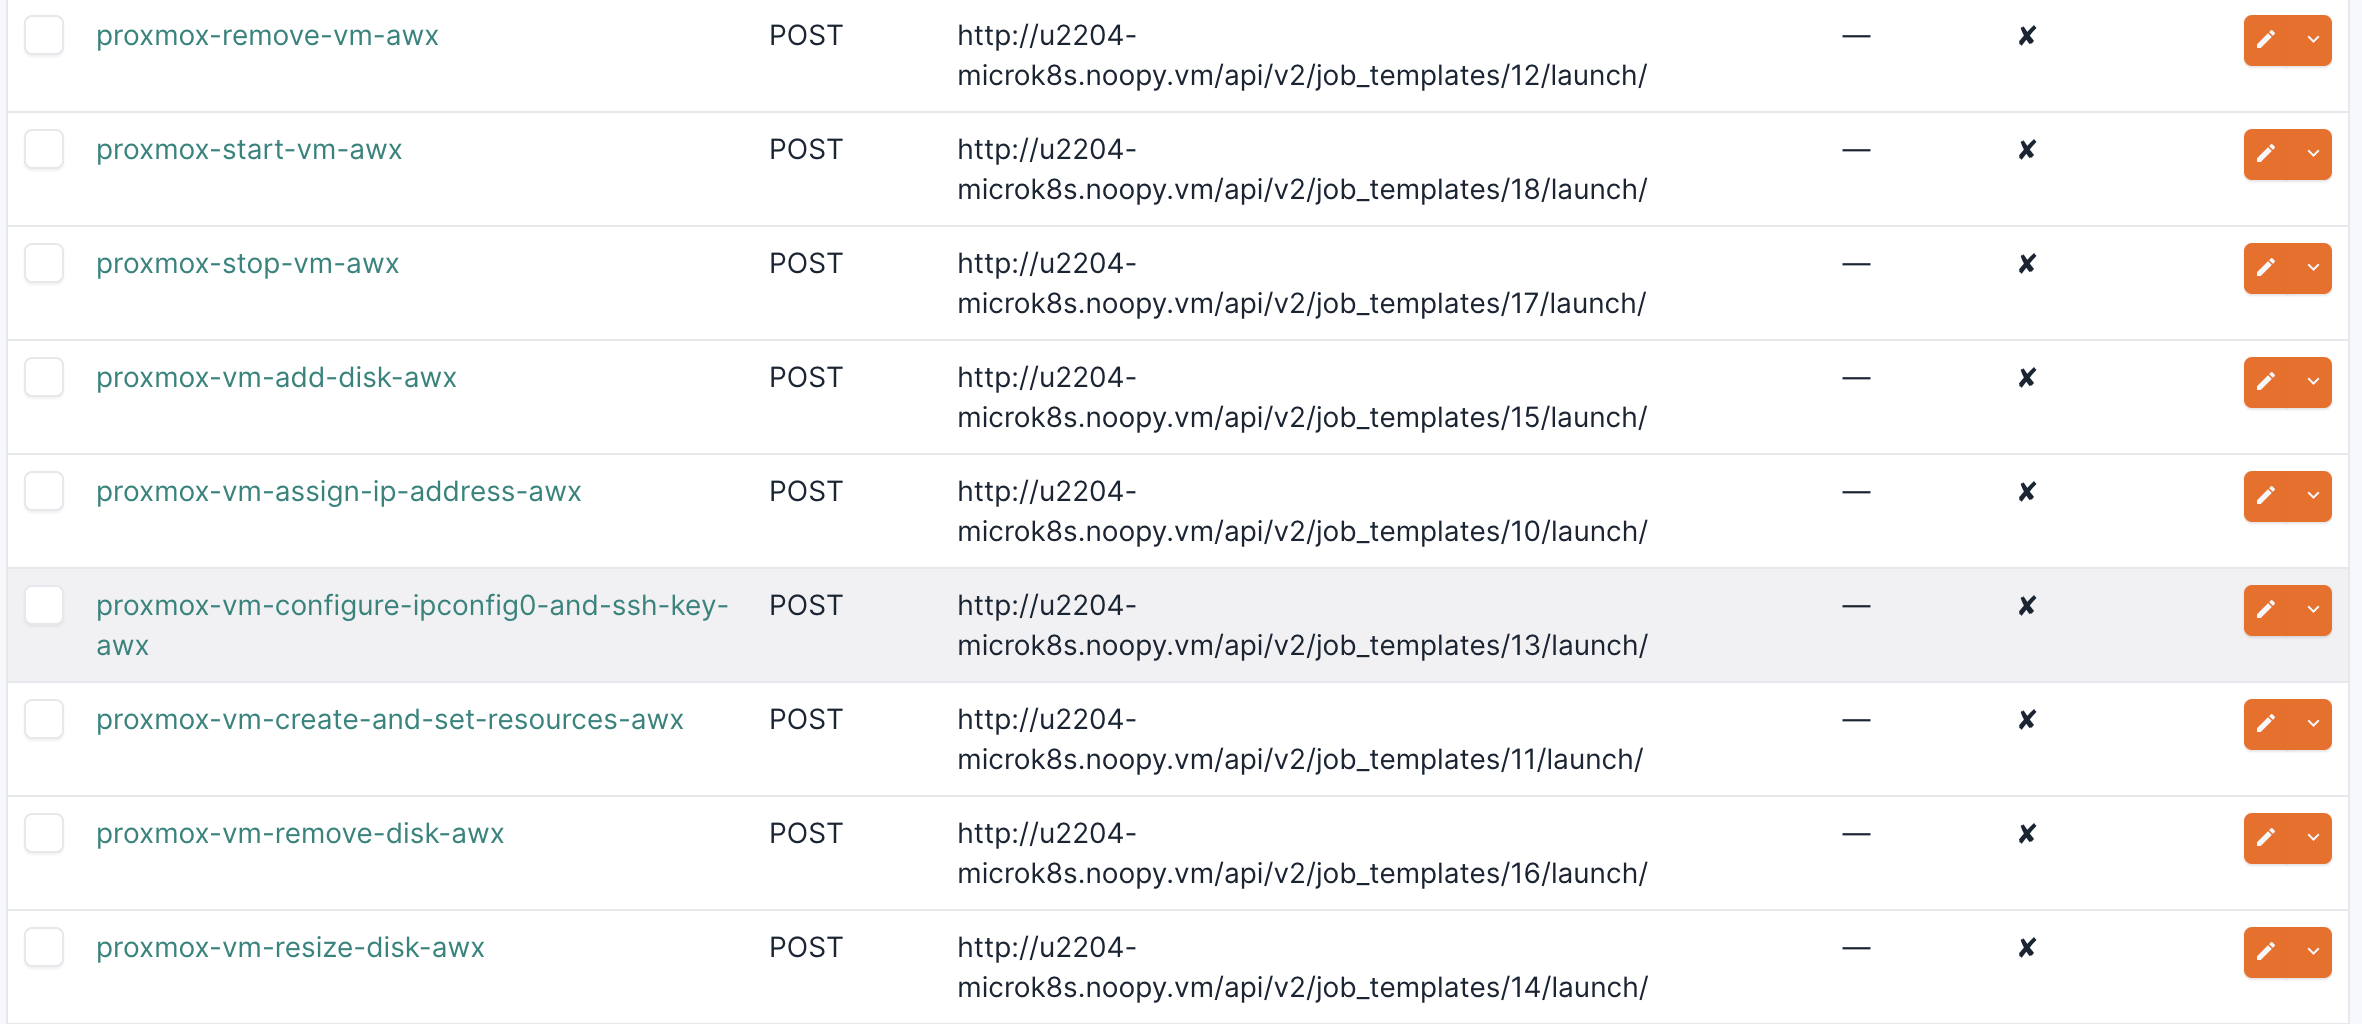 proxmox-remove-vm-awx POST http://u2204- — ✘
microk8s.noopy.vm/api/v2/job_templates/12/launch/
proxmox-start-vm-awx POST http://u2204- — ✘
microk8s.noopy.vm/api/v2/job_templates/18/launch/
proxmox-stop-vm-awx POST http://u2204- — ✘
microk8s.noopy.vm/api/v2/job_templates/17/launch/
proxmox-vm-add-disk-awx POST http://u2204- — ✘
microk8s.noopy.vm/api/v2/job_templates/15/launch/
proxmox-vm-assign-ip-address-awx POST http://u2204- — ✘
microk8s.noopy.vm/api/v2/job_templates/10/launch/
proxmox-vm-configure-ipconfig0-and-ssh-key- POST http://u2204- — ✘
awx microk8s.noopy.vm/api/v2/job_templates/13/launch/
proxmox-vm-create-and-set-resources-awx POST http://u2204- — ✘
microk8s.noopy.vm/api/v2/job_templates/11/launch/
proxmox-vm-remove-disk-awx POST http://u2204- — ✘
microk8s.noopy.vm/api/v2/job_templates/16/launch/
proxmox-vm-resize-disk-awx POST http://u2204- — ✘
microk8s.noopy.vm/api/v2/job_templates/14/launch/